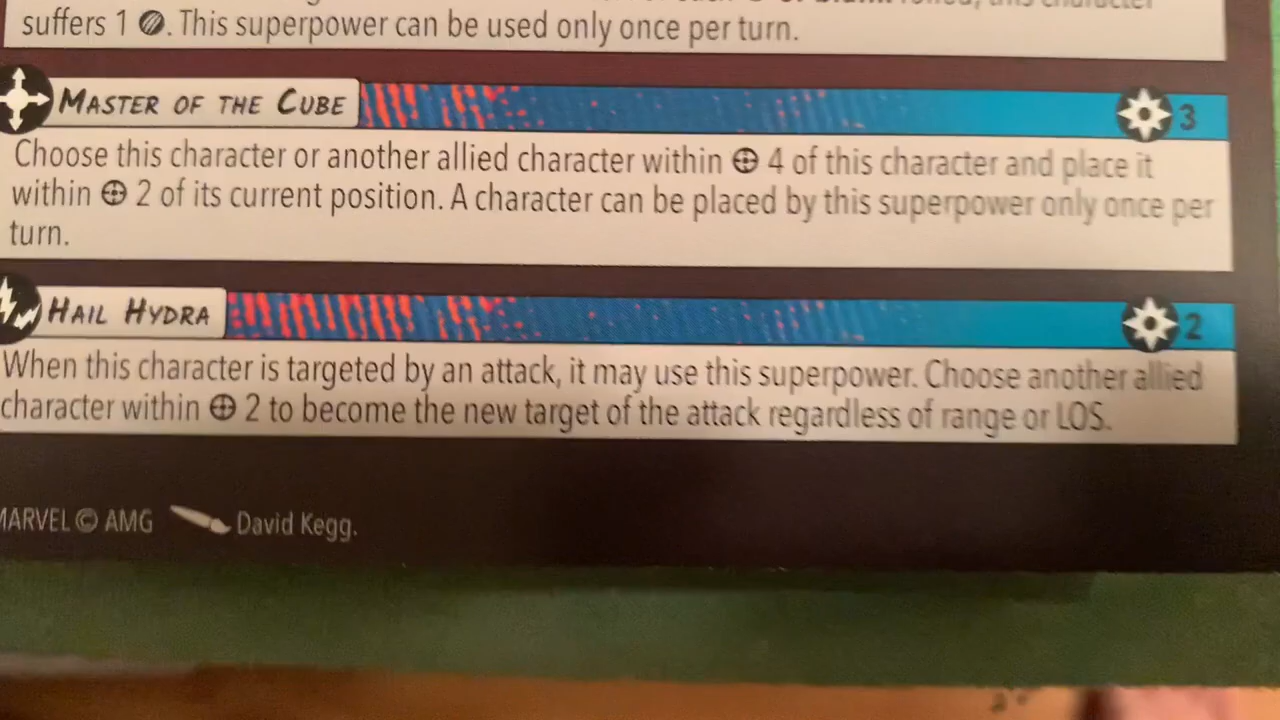 suffers 1 . This superpower can be used only once per turn.
MASTER OF THE CUBE 3
Choose this character or another allied character within 4 of this character and place it
within 2 of its current position. A character can be placed by this superpower only once per
turn.
HAIL HYDRA 2
When this character is targeted by an attack, it may use this superpower. Choose another allied
character within 2 to become the new target of the attack regardless of range or LOS.
MARVEL © AMG David Kegg.